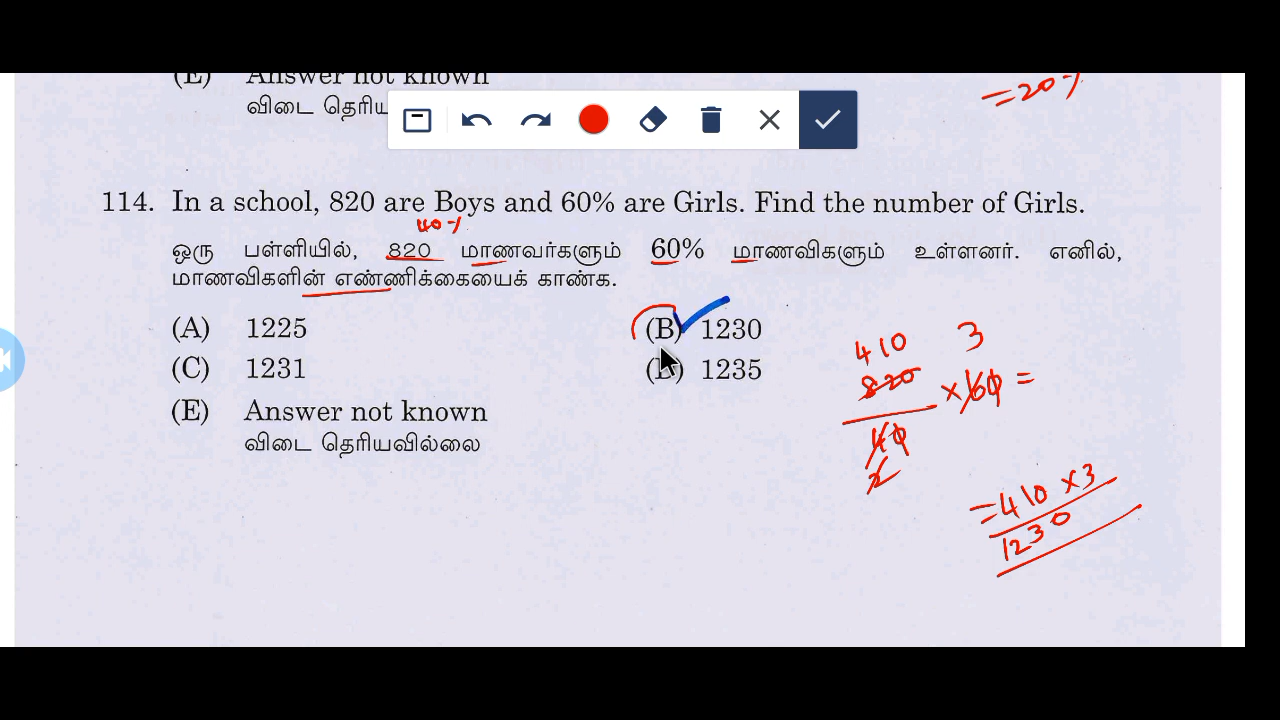 (E) Answer not known
விடை தெரிய
=20%
114. In a school, 820 are Boys and 60% are Girls. Find the number of Girls.
40%
ஒரு பள்ளியில், 820 மாணவர்களும் 60% மாணவிகளும் உள்ளனர். எனில்,
மாணவிகளின் எண்ணிக்கையைக் காண்க.
(A) 1225 (B) 1230
(C) 1231 (D) 1235
(E) Answer not known
விடை தெரியவில்லை
410 3
820 × 60 =
40
2
=410 ×3
1230